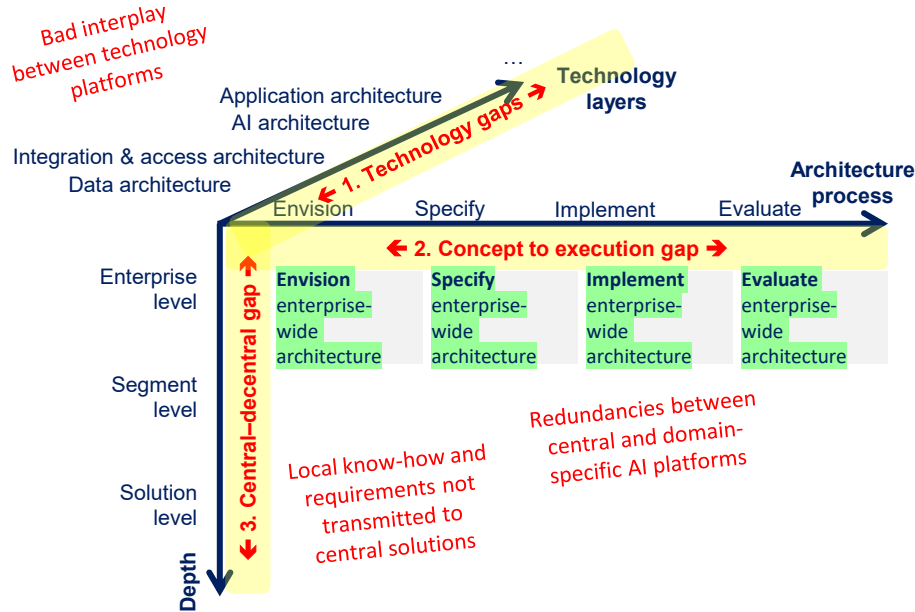 Bad interplay
between technology
platforms
…
Technology
layers
Application architecture
AI architecture
Integration & access architecture
Data architecture
← 1. Technology gaps →
Architecture
process
Envision
Specify
Implement
Evaluate
← 2. Concept to execution gap →
Enterprise
level
Segment
level
Solution
level
Depth
← 3. Central–decentral gap →
Envision
enterprise-
wide
architecture
Specify
enterprise-
wide
architecture
Implement
enterprise-
wide
architecture
Evaluate
enterprise-
wide
architecture
Local know-how and
requirements not
transmitted to
central solutions
Redundancies between
central and domain-
specific AI platforms